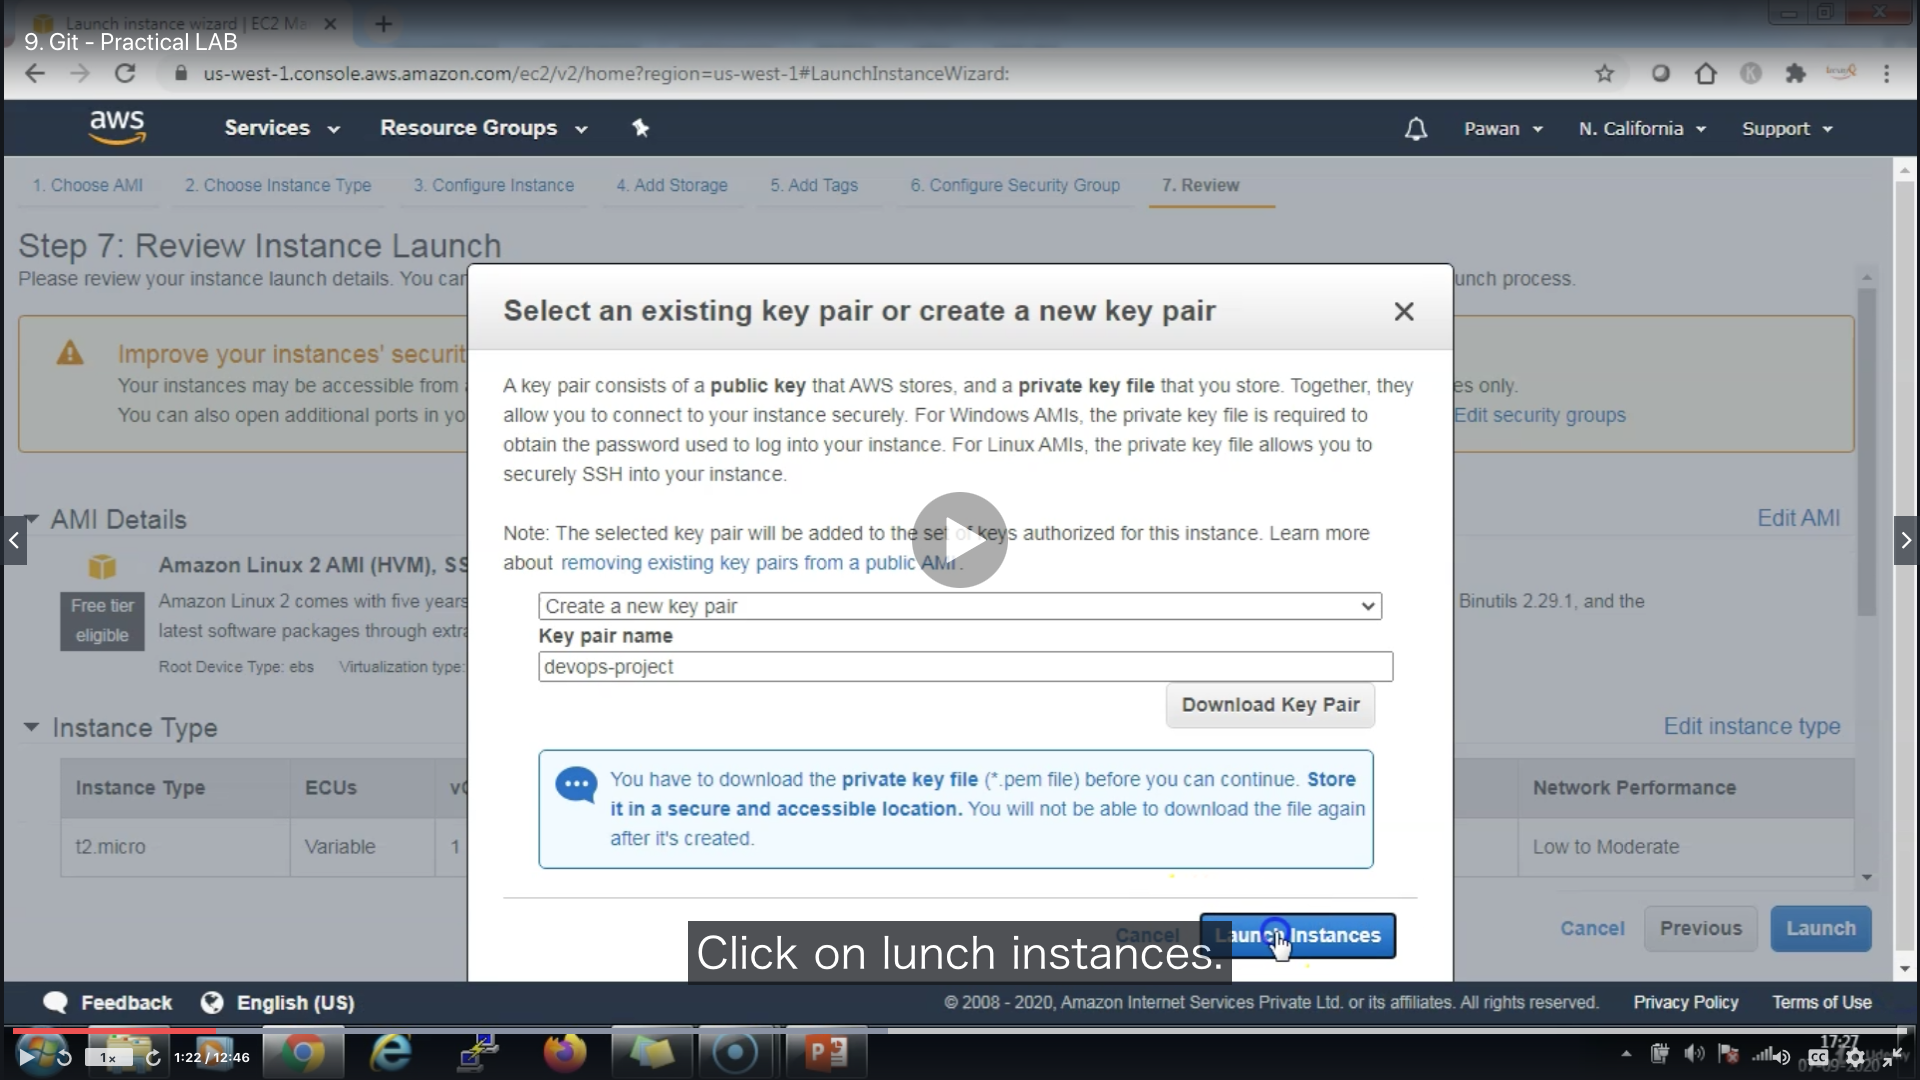 Launch instance wizard | EC2 Ma
9. Git - Practical LAB
us-west-1.console.aws.amazon.com/ec2/v2/home?region=us-west-1#LaunchInstanceWizard:
aws
Services
Resource Groups
Pawan
N. California
Support
1. Choose AMI
2. Choose Instance Type
3. Configure Instance
4. Add Storage
5. Add Tags
6. Configure Security Group
7. Review
Step 7: Review Instance Launch
Please review your instance launch details. You can
unch process.
Improve your instances' securit
Your instances may be accessible from
es only.
You can also open additional ports in yo
Edit security groups
AMI Details
Edit AMI
Amazon Linux 2 AMI (HVM), SS
Free tier
eligible
Amazon Linux 2 comes with five years
Binutils 2.29.1, and the
latest software packages through extra
Root Device Type: ebs
Virtualization type:
Instance Type
Edit instance type
Instance Type
ECUs
Network Performance
t2.micro
Variable
1
Low to Moderate
Cancel
Previous
Launch
Select an existing key pair or create a new key pair
A key pair consists of a public key that AWS stores, and a private key file that you store. Together, they
allow you to connect to your instance securely. For Windows AMIs, the private key file is required to
obtain the password used to log into your instance. For Linux AMIs, the private key file allows you to
securely SSH into your instance.
Note: The selected key pair will be added to the set of keys authorized for this instance. Learn more
about removing existing key pairs from a public AMI.
Create a new key pair
Key pair name
devops-project
Download Key Pair
You have to download the private key file (*.pem file) before you can continue. Store
it in a secure and accessible location. You will not be able to download the file again
after it's created.
Cancel
Launch Instances
Click on lunch instances.
Feedback
English (US)
© 2008 - 2020, Amazon Internet Services Private Ltd. or its affiliates. All rights reserved.
Privacy Policy
Terms of Use
1x
1:22 / 12:46
17:27
CC
07-09-2020